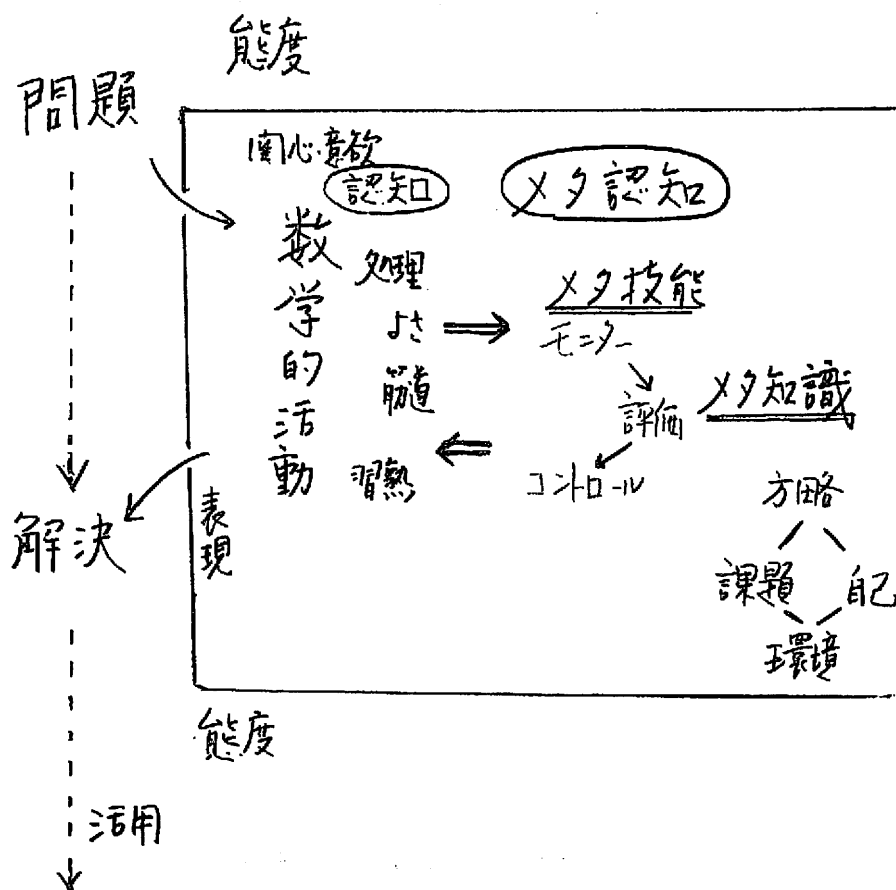 態度
問題
関心・意欲
認知
メタ認知
数学的活動
処理
よさ
筋道
習熟
メタ技能
モニター
評価
コントロール
メタ知識
方略
課題
自己
環境
表現
解決
態度
活用